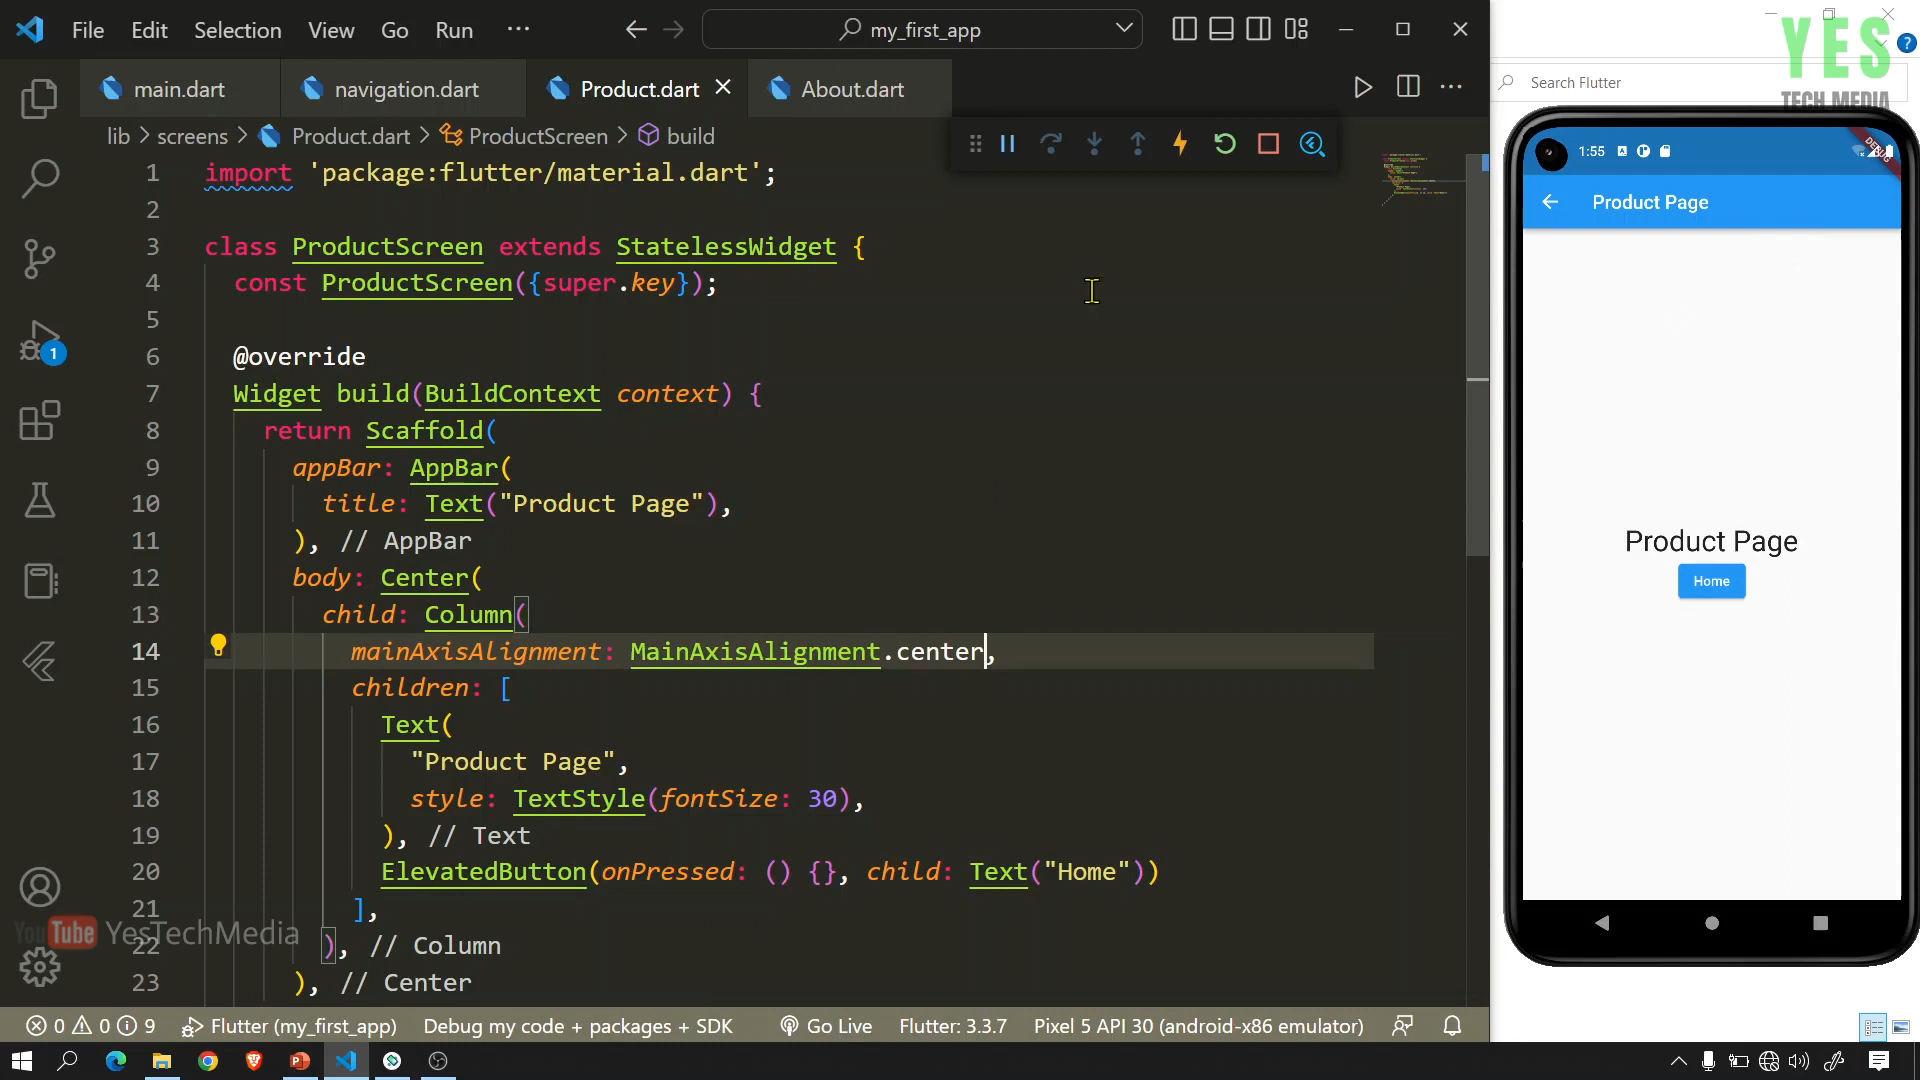 File Edit Selection View Go Run ···
my_first_app
main.dart navigation.dart Product.dart About.dart
lib > screens > Product.dart > ProductScreen > build
1 import 'package:flutter/material.dart';
2
3 class ProductScreen extends StatelessWidget {
4 const ProductScreen({super.key});
5
6 @override
7 Widget build(BuildContext context) {
8 return Scaffold(
9 appBar: AppBar(
10 title: Text("Product Page"),
11 ), // AppBar
12 body: Center(
13 child: Column(
14 mainAxisAlignment: MainAxisAlignment.center,
15 children: [
16 Text(
17 "Product Page",
18 style: TextStyle(fontSize: 30),
19 ), // Text
20 ElevatedButton(onPressed: () {}, child: Text("Home"))
21 ],
22 ), // Column
23 ), // Center
1
YouTube YesTechMedia
0 0 9 Flutter (my_first_app) Debug my code + packages + SDK Go Live Flutter: 3.3.7 Pixel 5 API 30 (android-x86 emulator)
YES
TECH MEDIA
?
Search Flutter
1:55
DEBUG
Product Page
Product Page
Home